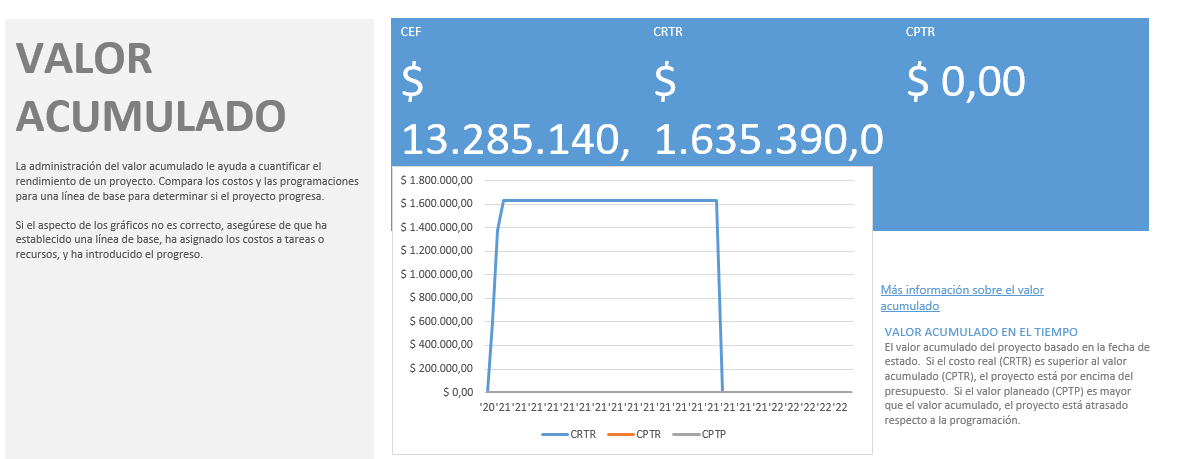 VALOR
ACUMULADO
La administración del valor acumulado le ayuda a cuantificar el
rendimiento de un proyecto. Compara los costos y las programaciones
para una línea de base para determinar si el proyecto progresa.
Si el aspecto de los gráficos no es correcto, asegúrese de que ha
establecido una línea de base, ha asignado los costos a tareas o
recursos, y ha introducido el progreso.
CEF
$
13.285.140,
CRTR
$
1.635.390,0
CPTR
$ 0,00
$ 1.800.000,00
$ 1.600.000,00
$ 1.400.000,00
$ 1.200.000,00
$ 1.000.000,00
$ 800.000,00
$ 600.000,00
$ 400.000,00
$ 200.000,00
$ 0,00
'20 '21 '21 '21 '21 '21 '21 '21 '21 '21 '21 '21 '21 '21 '21 '21 '21 '21 '22 '22 '22 '22 '22
CRTR CPTR CPTP
Más información sobre el valor
acumulado
VALOR ACUMULADO EN EL TIEMPO
El valor acumulado del proyecto basado en la fecha de
estado. Si el costo real (CRTR) es superior al valor
acumulado (CPTR), el proyecto está por encima del
presupuesto. Si el valor planeado (CPTP) es mayor
que el valor acumulado, el proyecto está atrasado
respecto a la programación.